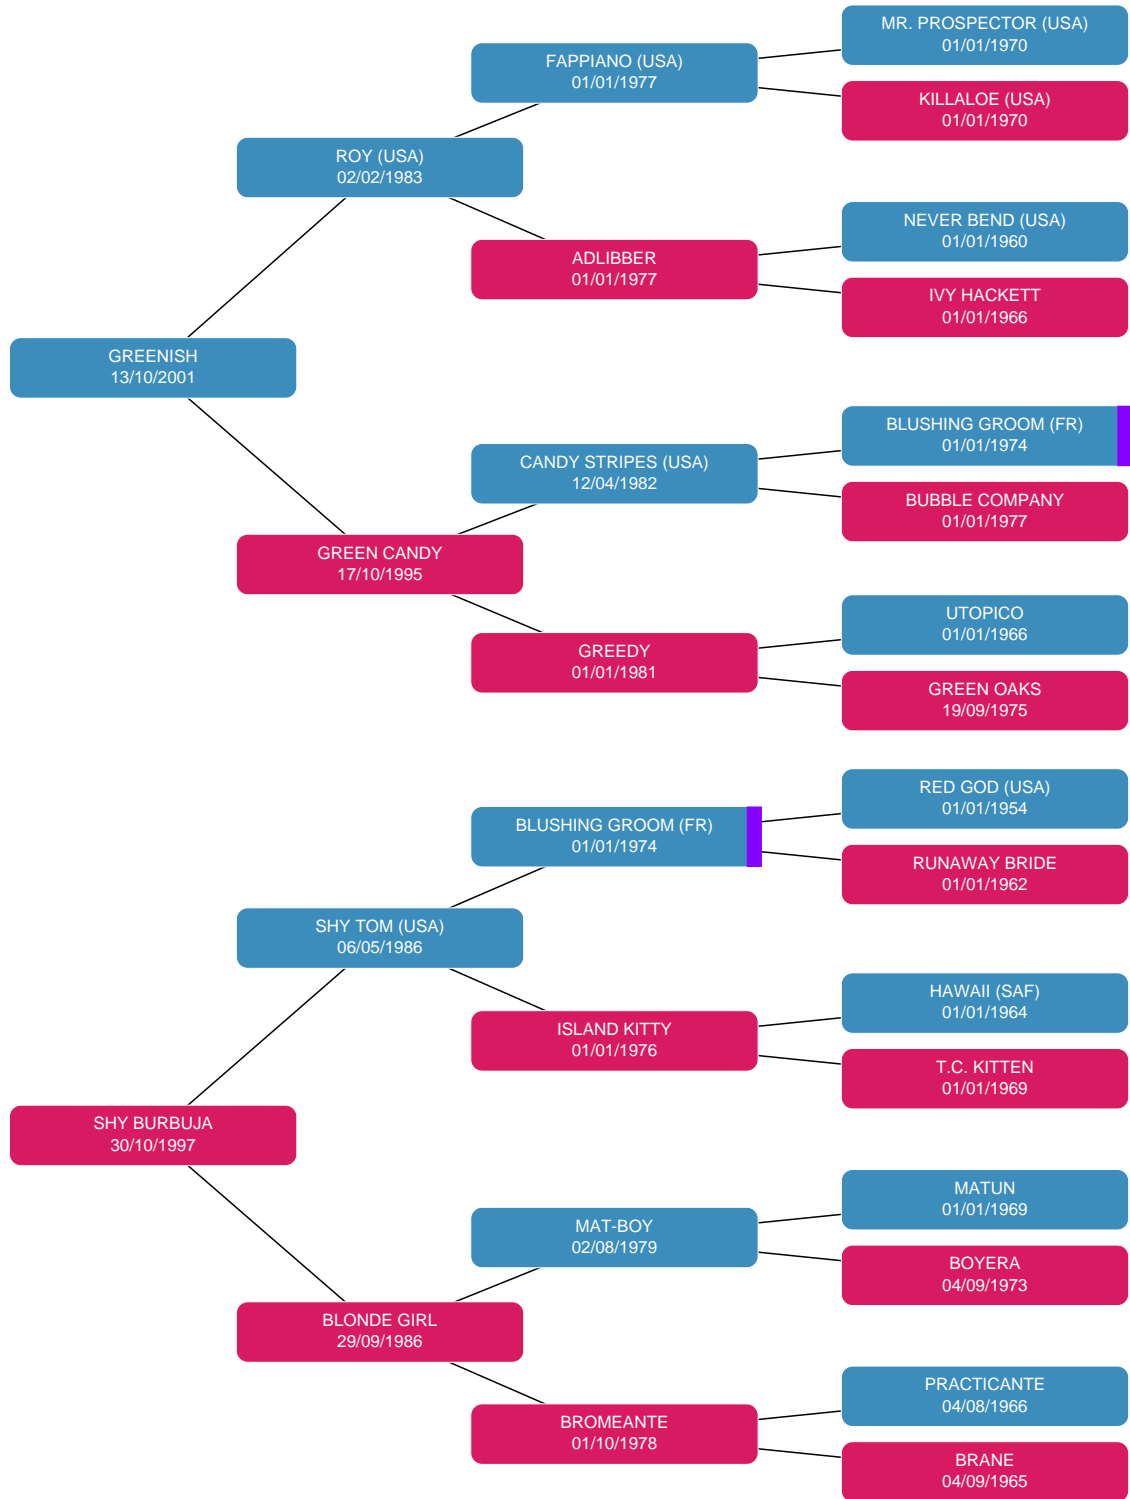 MR. PROSPECTOR (USA)
01/01/1970
FAPPIANO (USA)
01/01/1977
KILLALOE (USA)
01/01/1970
ROY (USA)
02/02/1983
NEVER BEND (USA)
01/01/1960
ADLIBBER
01/01/1977
IVY HACKETT
01/01/1966
GREENISH
13/10/2001
BLUSHING GROOM (FR)
01/01/1974
CANDY STRIPES (USA)
12/04/1982
BUBBLE COMPANY
01/01/1977
GREEN CANDY
17/10/1995
UTOPICO
01/01/1966
GREEDY
01/01/1981
GREEN OAKS
19/09/1975
RED GOD (USA)
01/01/1954
BLUSHING GROOM (FR)
01/01/1974
RUNAWAY BRIDE
01/01/1962
SHY TOM (USA)
06/05/1986
HAWAII (SAF)
01/01/1964
ISLAND KITTY
01/01/1976
T.C. KITTEN
01/01/1969
SHY BURBUJA
30/10/1997
MATUN
01/01/1969
MAT-BOY
02/08/1979
BOYERA
04/09/1973
BLONDE GIRL
29/09/1986
PRACTICANTE
04/08/1966
BROMEANTE
01/10/1978
BRANE
04/09/1965